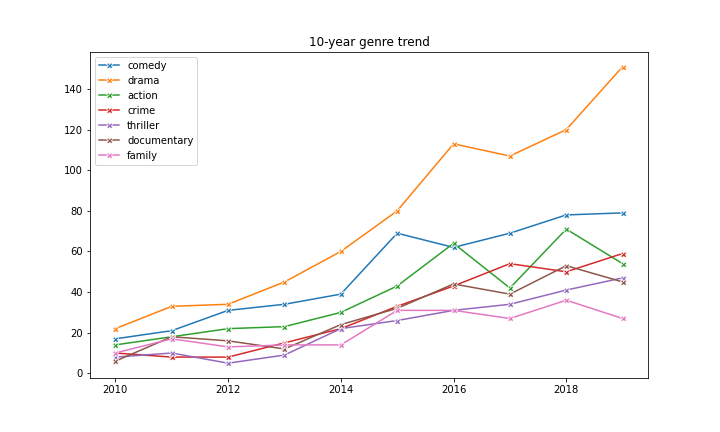 10-year genre trend
comedy
drama
action
crime
thriller
documentary
family
140
120
100
80
60
40
20
0
2010 2012 2014 2016 2018